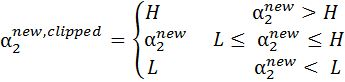 α₂^{new,clipped} = { H    α₂^{new} > H
α₂^{new}    L ≤ α₂^{new} ≤ H
L    α₂^{new} < L